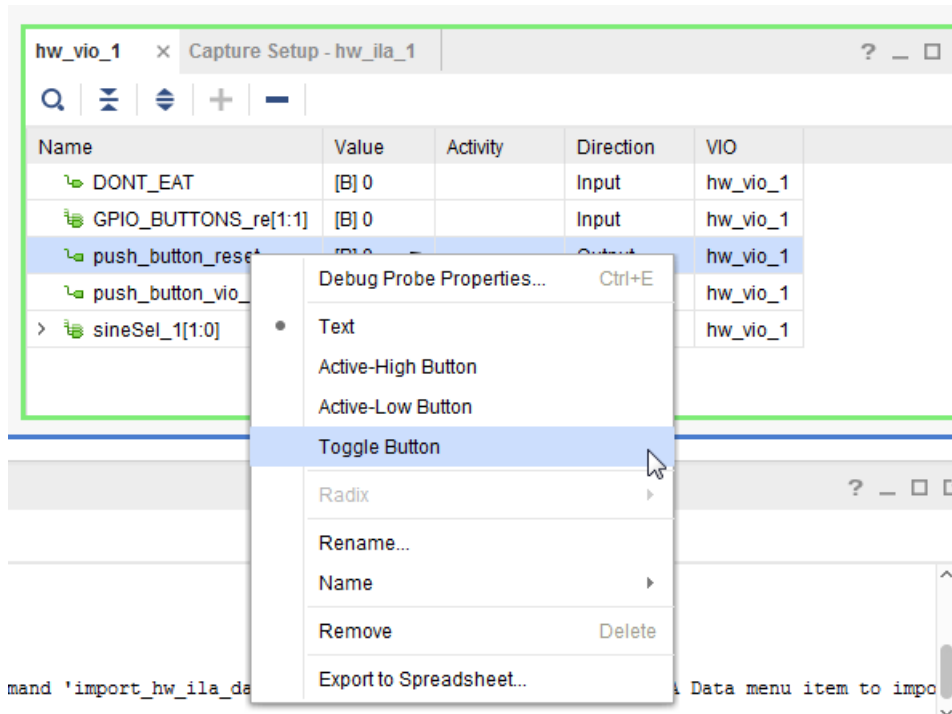 hw_vio_1 × Capture Setup - hw_ila_1 ?
Name Value Activity Direction VIO
DONT_EAT [B] 0 Input hw_vio_1
GPIO_BUTTONS_re[1:1] [B] 0 Input hw_vio_1
push_button_reset [B] 0 Output hw_vio_1
push_button_vio_ hw_vio_1
> sineSel_1[1:0] hw_vio_1
Debug Probe Properties... Ctrl+E
Text
Active-High Button
Active-Low Button
Toggle Button
Radix
?
Rename...
Name
Remove Delete
Export to Spreadsheet...
mand 'import_hw_ila_da A Data menu item to impo